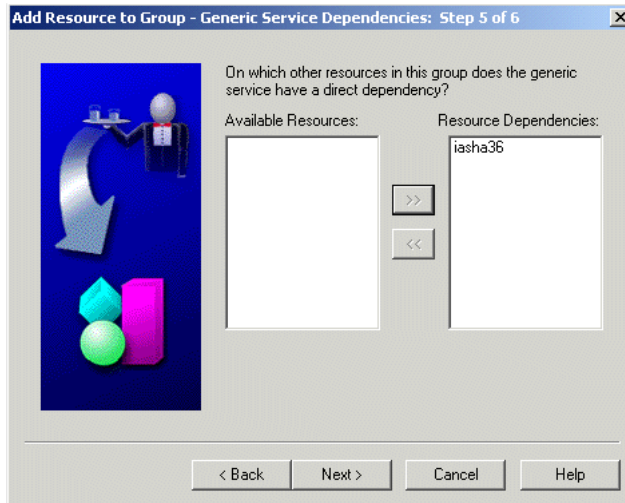 Add Resource to Group - Generic Service Dependencies: Step 5 of 6
On which other resources in this group does the generic
service have a direct dependency?
Available Resources:
Resource Dependencies:
iasha36
>>
<<
< Back
Next >
Cancel
Help